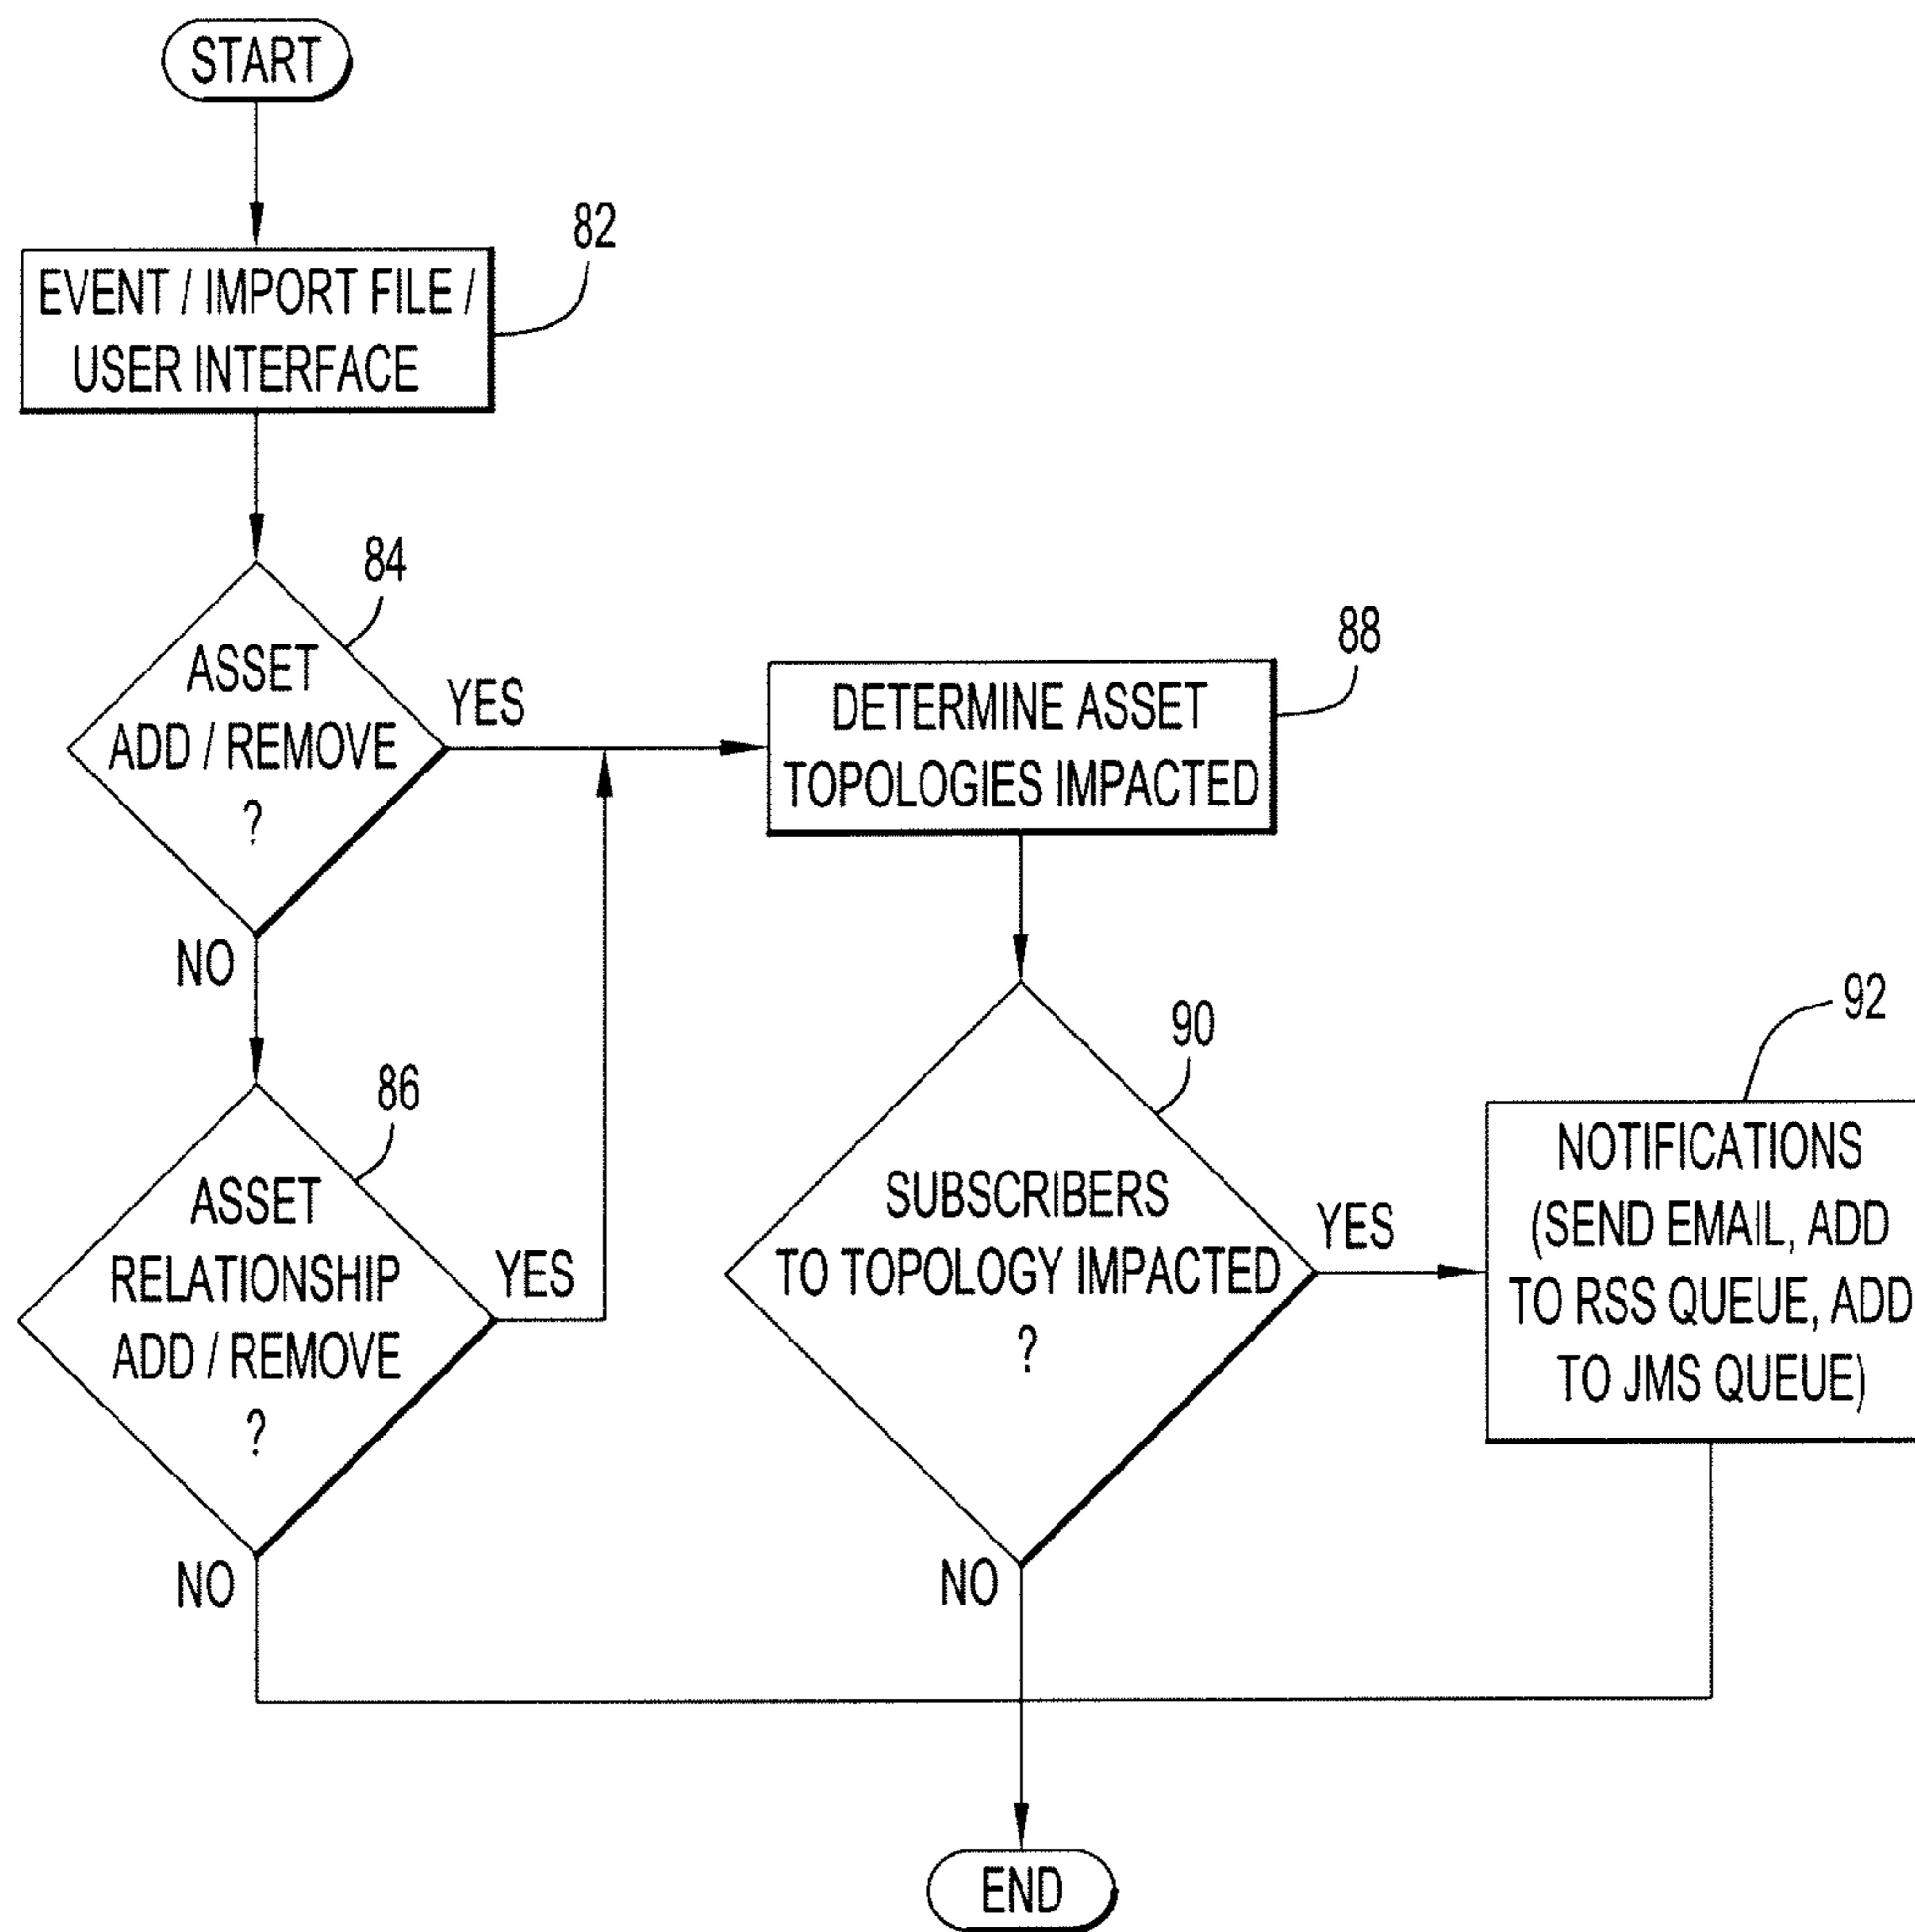 START
82
EVENT / IMPORT FILE /
USER INTERFACE
84
ASSET
ADD / REMOVE
?
YES
NO
86
ASSET
RELATIONSHIP
ADD / REMOVE
?
YES
NO
88
DETERMINE ASSET
TOPOLOGIES IMPACTED
90
SUBSCRIBERS
TO TOPOLOGY IMPACTED
?
YES
NO
92
NOTIFICATIONS
(SEND EMAIL, ADD
TO RSS QUEUE, ADD
TO JMS QUEUE)
END